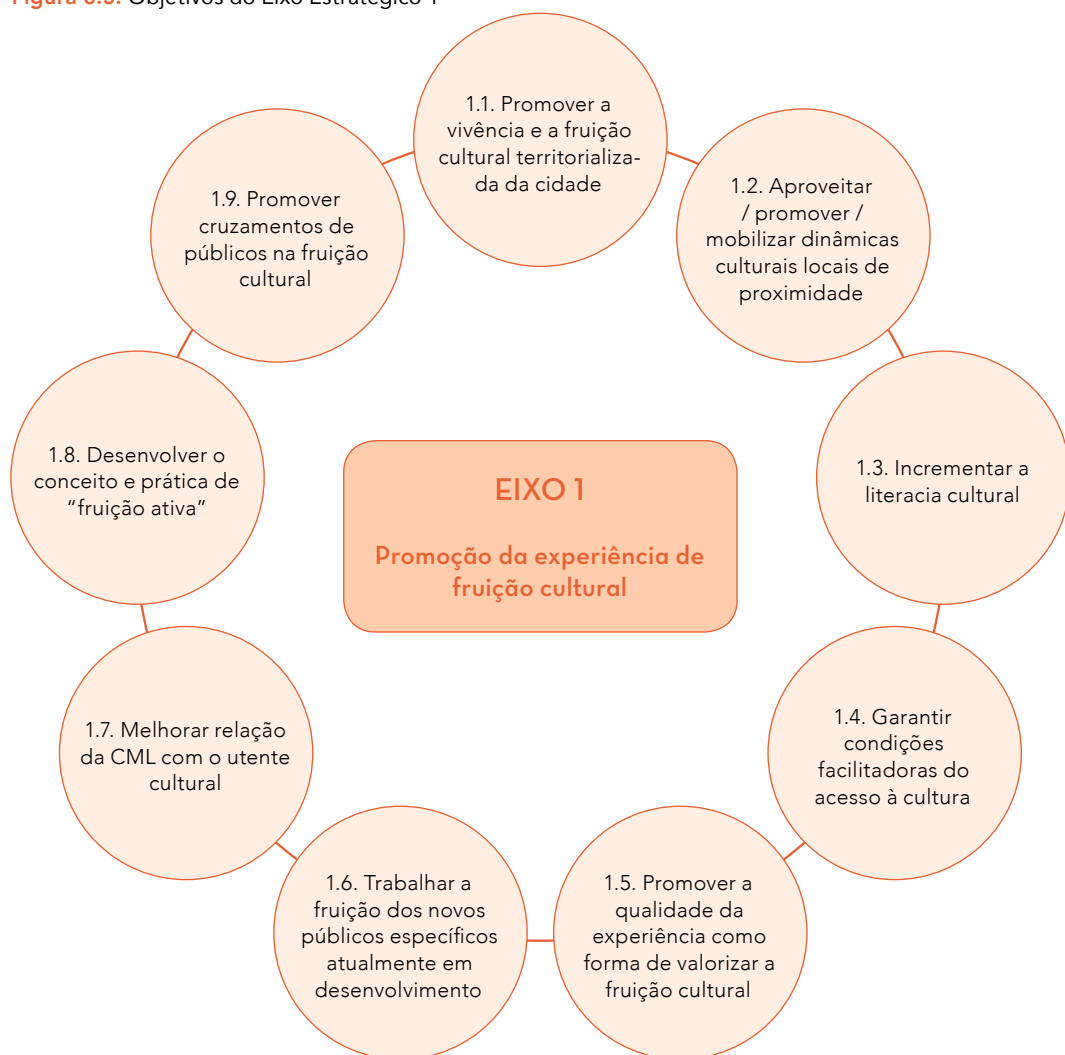 Figura 6.3. Objetivos do Eixo Estratégico 1
1.1. Promover a
vivência e a fruição
cultural territorializa-
da da cidade
1.2. Aproveitar
/ promover /
mobilizar dinâmicas
culturais locais de
proximidade
1.3. Incrementar a
literacia cultural
1.4. Garantir
condições
facilitadoras do
acesso à cultura
1.5. Promover a
qualidade da
experiência como
forma de valorizar a
fruição cultural
1.6. Trabalhar a
fruição dos novos
públicos específicos
atualmente em
desenvolvimento
1.7. Melhorar relação
da CML com o utente
cultural
1.8. Desenvolver o
conceito e prática de
“fruição ativa”
1.9. Promover
cruzamentos de
públicos na fruição
cultural
EIXO 1
Promoção da experiência de
fruição cultural